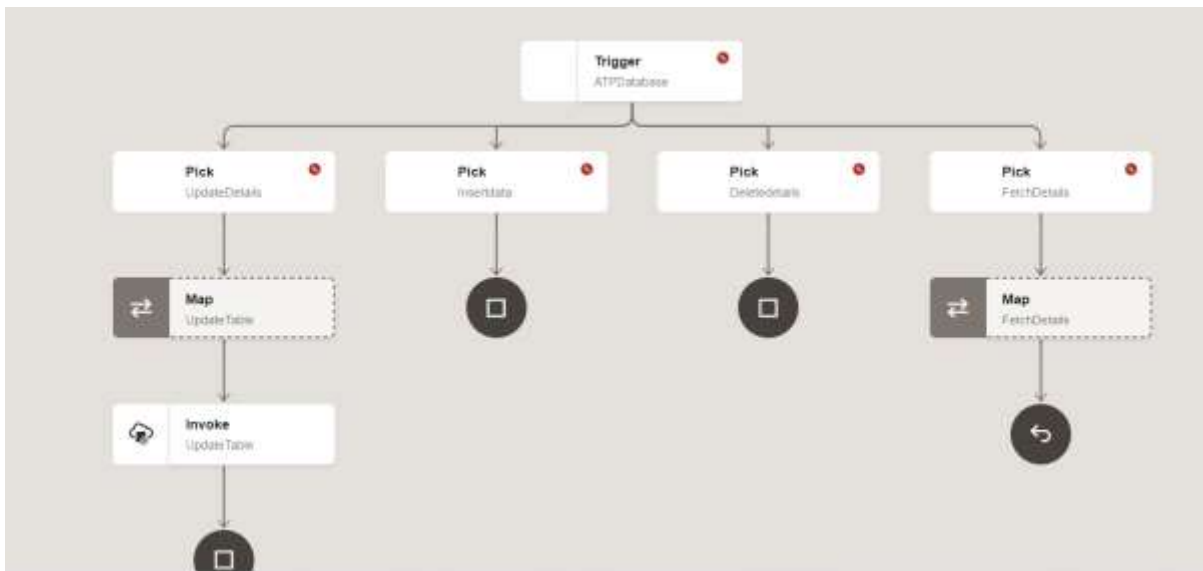 Trigger
ATPDatabase
Pick
UpdateDetails
Pick
Insertdata
Pick
Deletedetails
Pick
FetchDetails
Map
UpdateTable
Map
FetchDetails
Invoke
UpdateTable